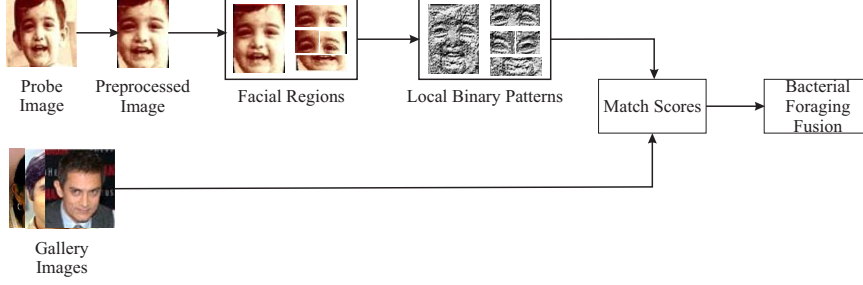 Probe
Image
Preprocessed
Image
Facial Regions
Local Binary Patterns
Match Scores
Bacterial
Foraging
Fusion
Gallery
Images